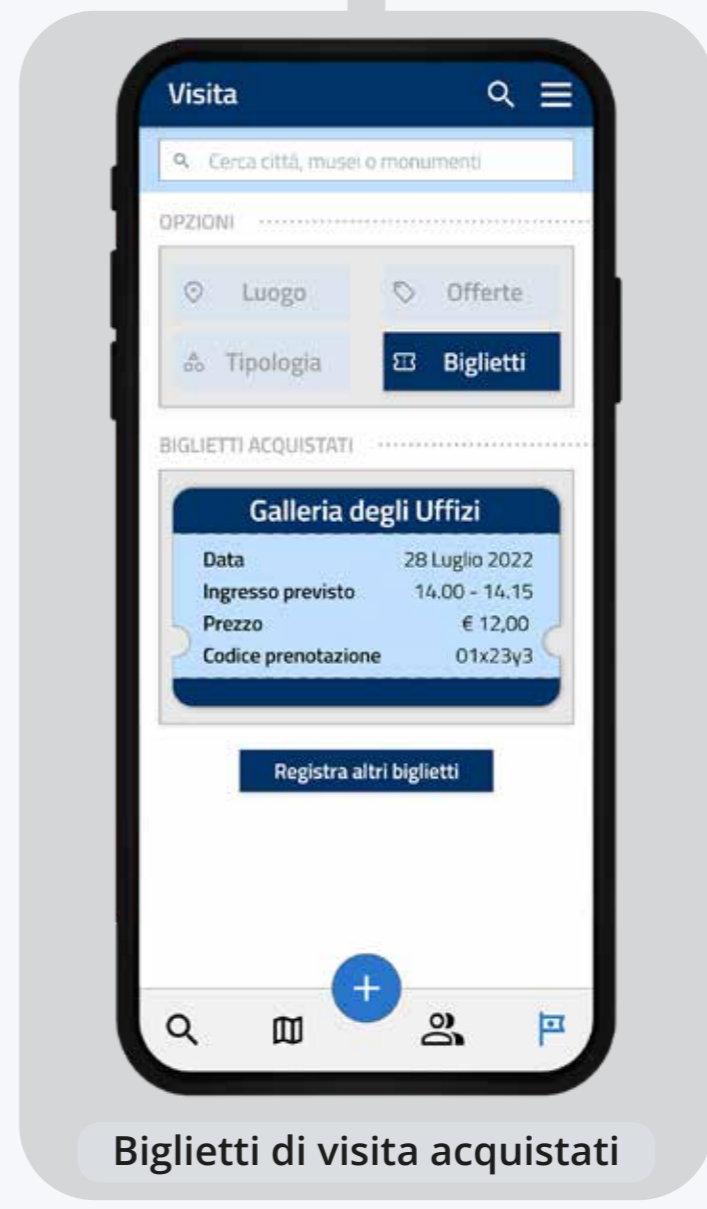 Visita
Cerca città, musei o monumenti
OPZIONI
Luogo
Offerte
Tipologia
Biglietti
BIGLIETTI ACQUISTATI
Galleria degli Uffizi
Data 28 Luglio 2022
Ingresso previsto 14.00 - 14.15
Prezzo € 12,00
Codice prenotazione 01x23y3
Registra altri biglietti
Biglietti di visita acquistati